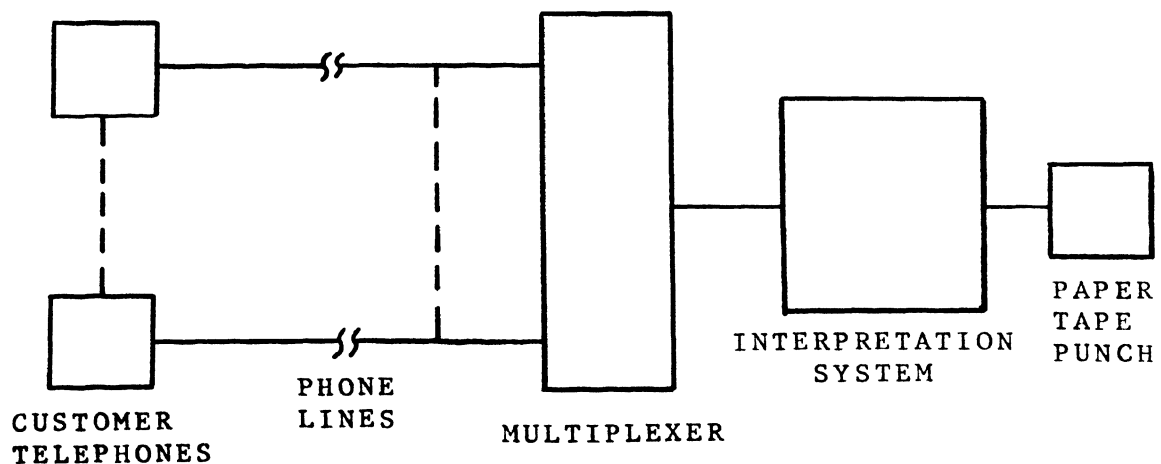 CUSTOMER
TELEPHONES
PHONE
LINES
MULTIPLEXER
INTERPRETATION
SYSTEM
PAPER
TAPE
PUNCH